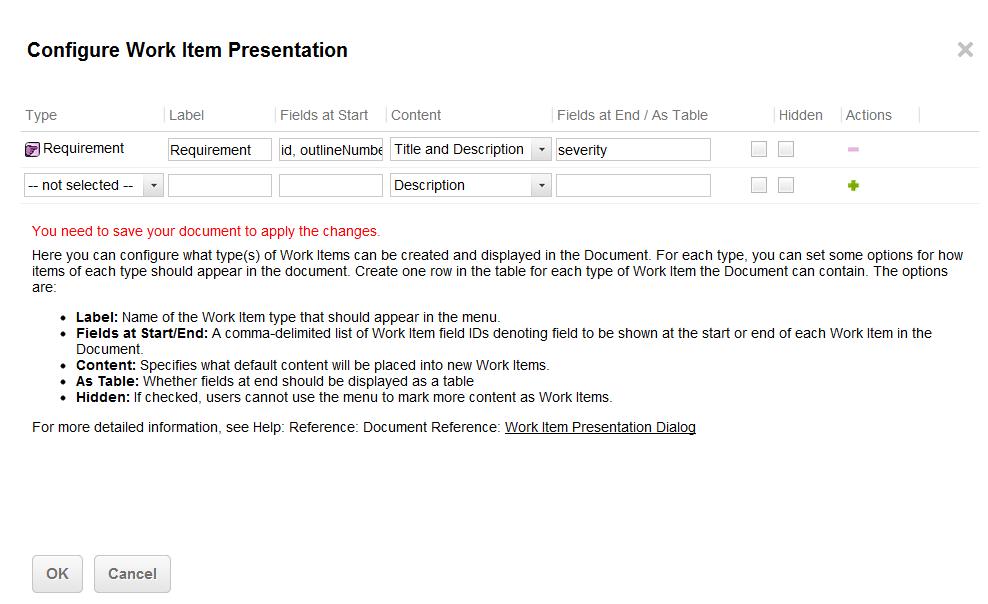 Configure Work Item Presentation
Type Label Fields at Start Content Fields at End / As Table Hidden Actions
Requirement Requirement id, outlineNumbe Title and Description severity
-- not selected -- Description
You need to save your document to apply the changes.
Here you can configure what type(s) of Work Items can be created and displayed in the Document. For each type, you can set some options for how
items of each type should appear in the document. Create one row in the table for each type of Work Item the Document can contain. The options
are:
• Label: Name of the Work Item type that should appear in the menu.
• Fields at Start/End: A comma-delimited list of Work Item field IDs denoting field to be shown at the start or end of each Work Item in the
Document.
• Content: Specifies what default content will be placed into new Work Items.
• As Table: Whether fields at end should be displayed as a table
• Hidden: If checked, users cannot use the menu to mark more content as Work Items.
For more detailed information, see Help: Reference: Document Reference: Work Item Presentation Dialog
OK Cancel